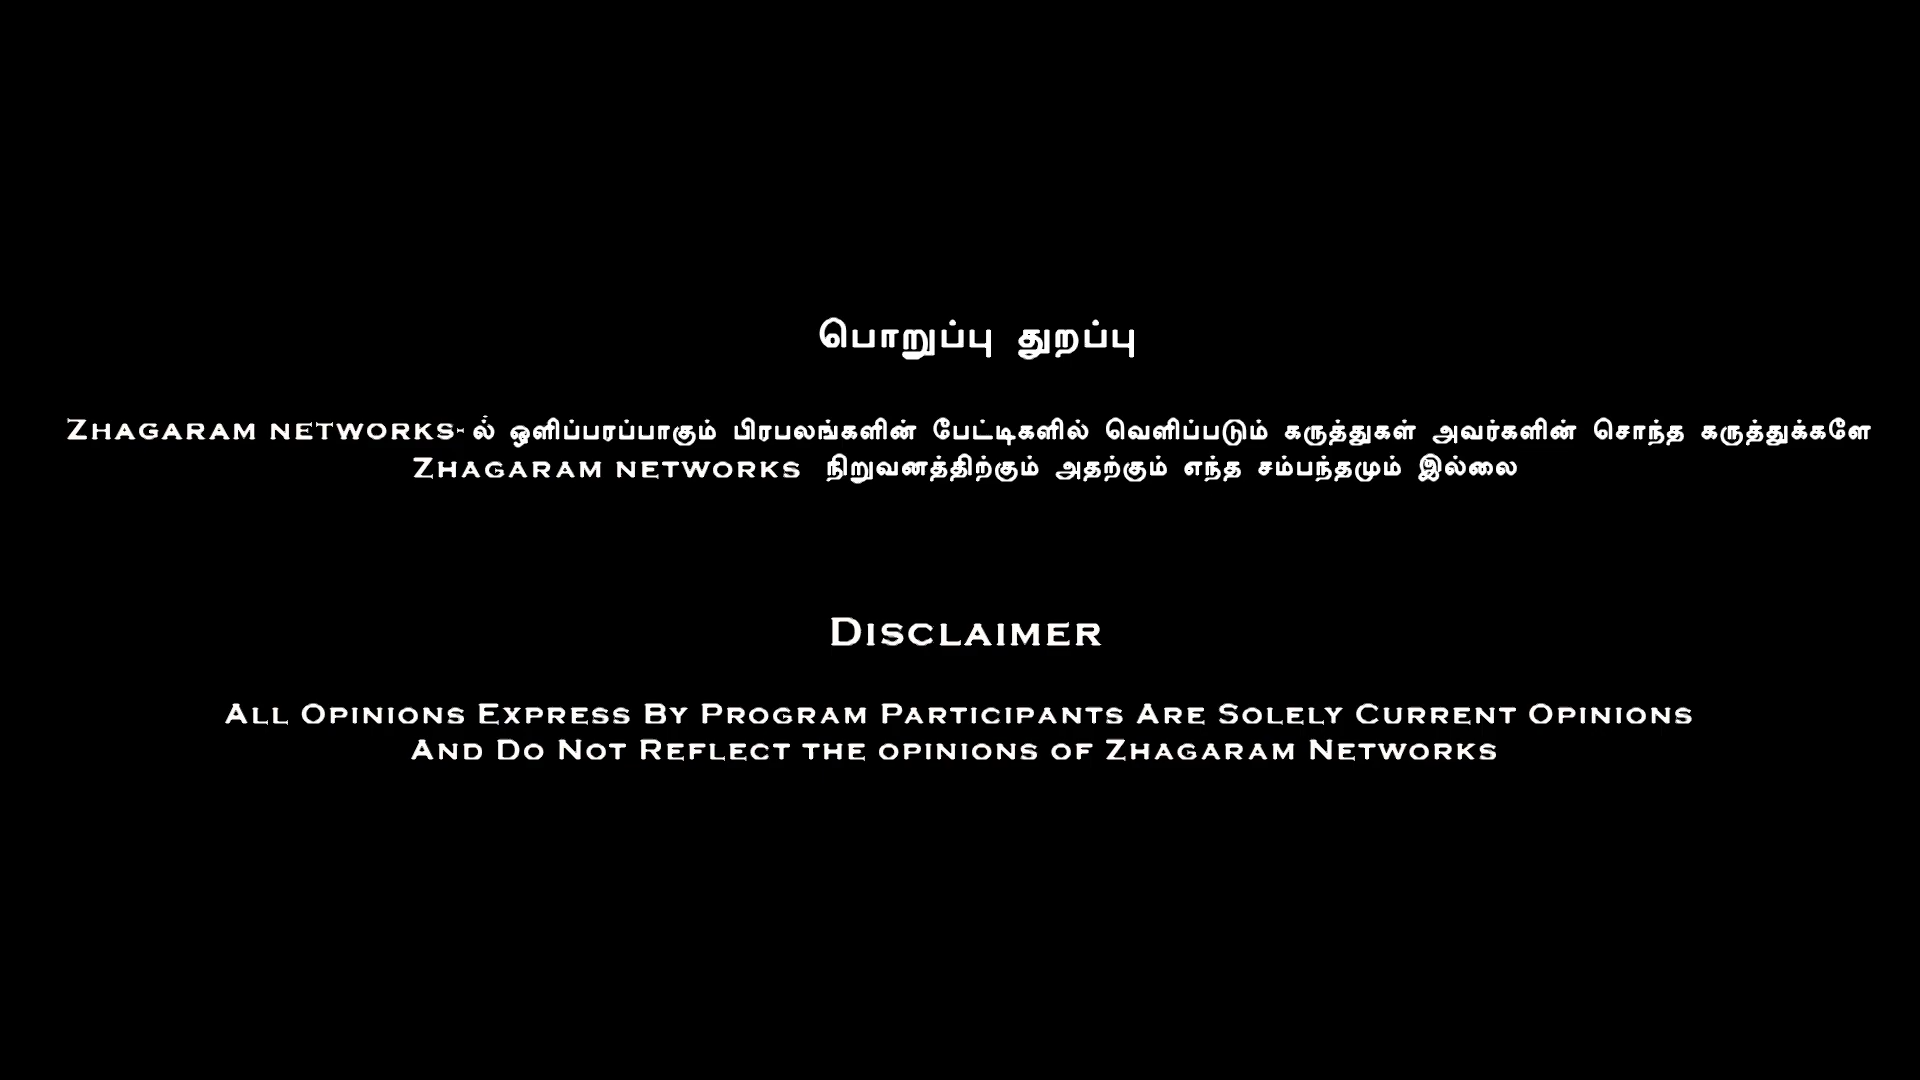 பொறுப்பு துறப்பு
ZHAGARAM NETWORKS-ல் ஒளிப்பரப்பாகும் பிரபலங்களின் பேட்டிகளில் வெளிப்படும் கருத்துகள் அவர்களின் சொந்த கருத்துக்களே
ZHAGARAM NETWORKS நிறுவனத்திற்கும் அதற்கும் எந்த சம்பந்தமும் இல்லை
DISCLAIMER
ALL OPINIONS EXPRESS BY PROGRAM PARTICIPANTS ARE SOLELY CURRENT OPINIONS
AND DO NOT REFLECT THE OPINIONS OF ZHAGARAM NETWORKS